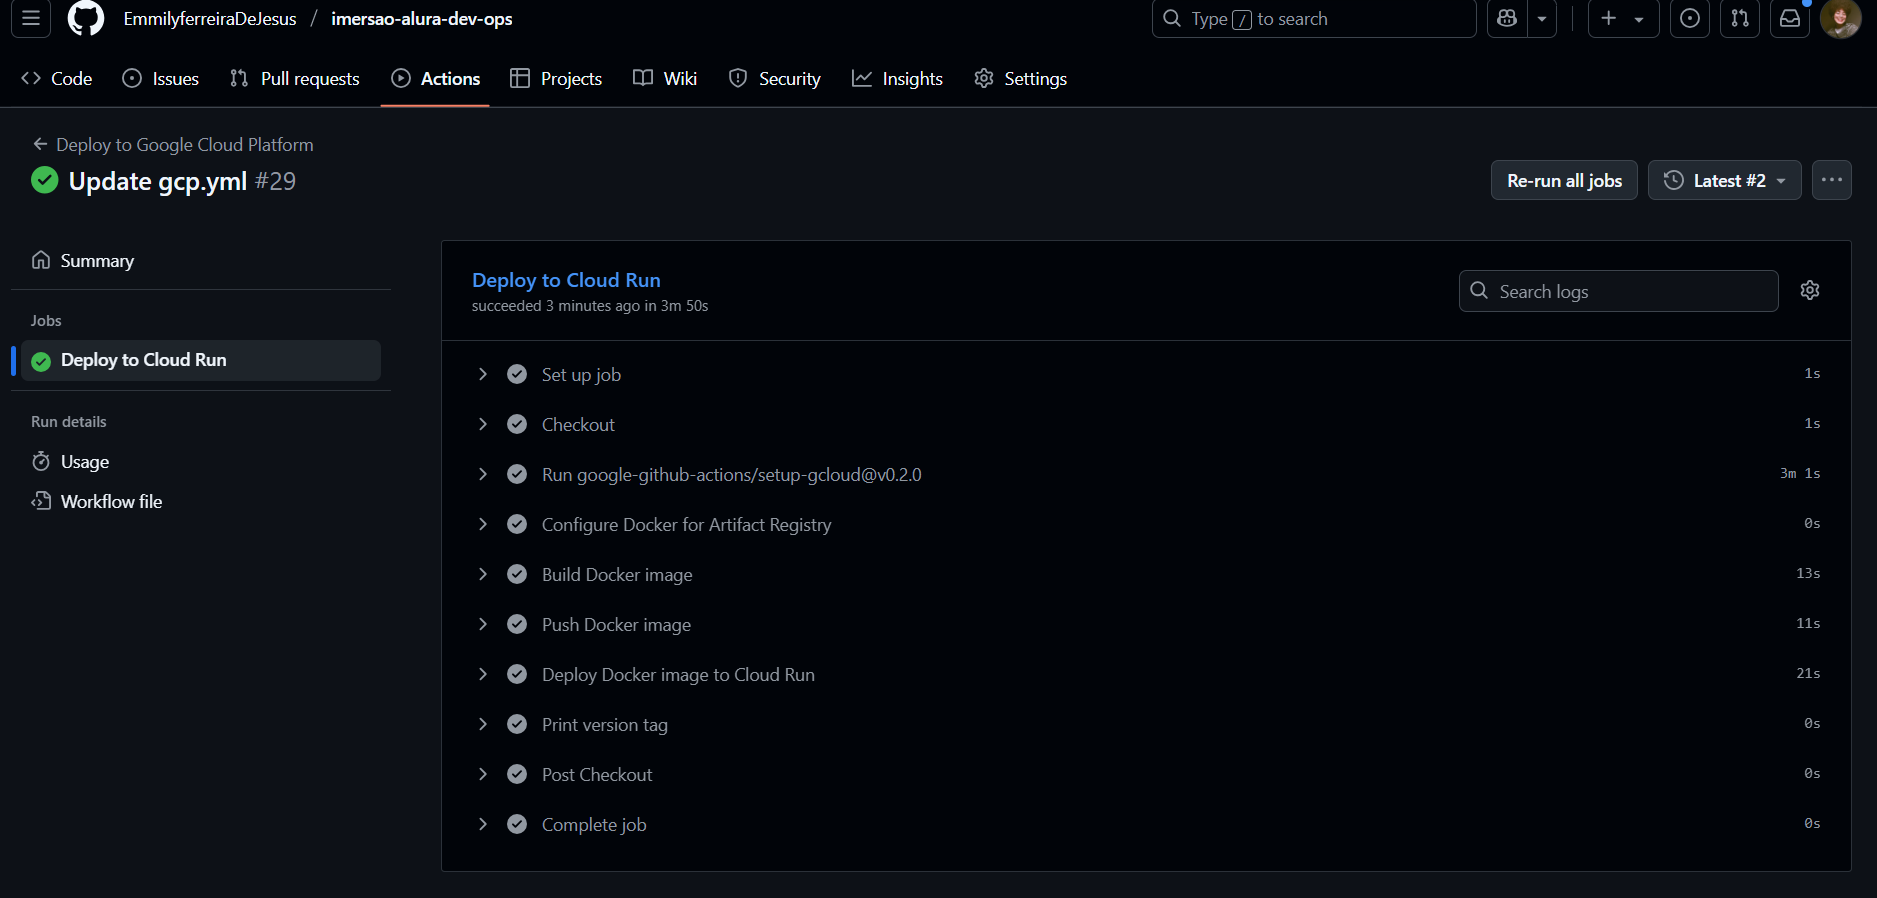 EmmilyferreiraDeJesus / imersao-alura-dev-ops
Type / to search
Code Issues Pull requests Actions Projects Wiki Security Insights Settings
Deploy to Google Cloud Platform
Update gcp.yml #29
Re-run all jobs
Latest #2
Summary
Jobs
Deploy to Cloud Run
Run details
Usage
Workflow file
Deploy to Cloud Run
succeeded 3 minutes ago in 3m 50s
Search logs
Set up job 1s
Checkout 1s
Run google-github-actions/setup-gcloud@v0.2.0 3m 1s
Configure Docker for Artifact Registry 0s
Build Docker image 13s
Push Docker image 11s
Deploy Docker image to Cloud Run 21s
Print version tag 0s
Post Checkout 0s
Complete job 0s